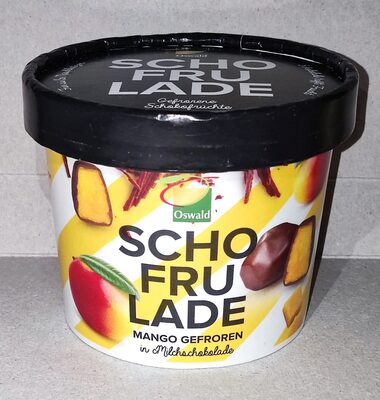 Oswald
SCHO
FRU
LADE
Gefrorene
Schokofrüchte
Oswald
SCHO
FRU
LADE
MANGO GEFROREN
in Milchschokolade